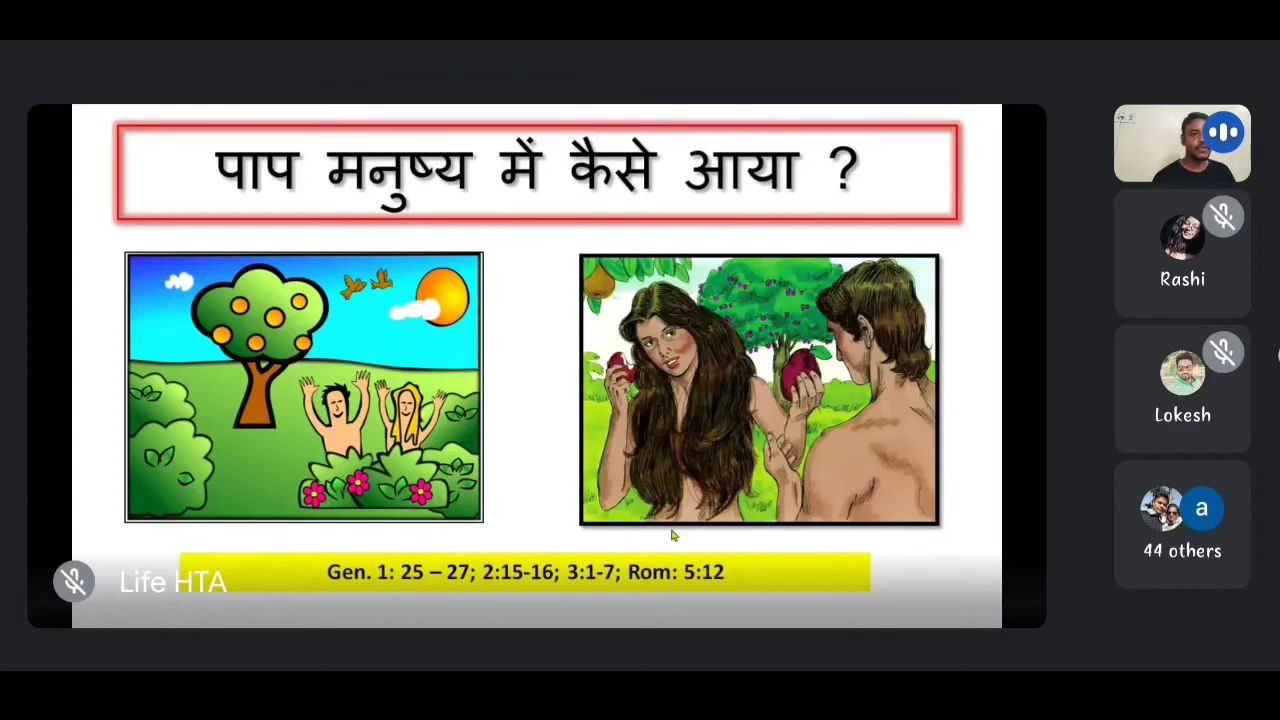 पाप मनुष्य में कैसे आया ?
Gen. 1: 25 – 27; 2:15-16; 3:1-7; Rom: 5:12
Life HTA
Rashi
Lokesh
a
44 others